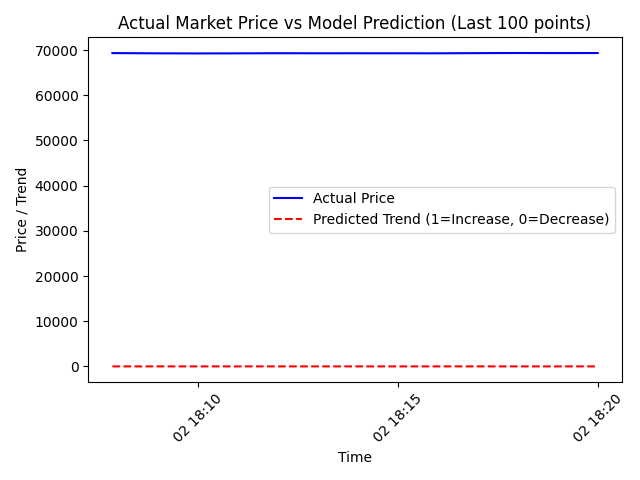 Actual Market Price vs Model Prediction (Last 100 points)
Price / Trend
70000
60000
50000
40000
30000
20000
10000
0
Actual Price
Predicted Trend (1=Increase, 0=Decrease)
02 18:10
02 18:15
02 18:20
Time